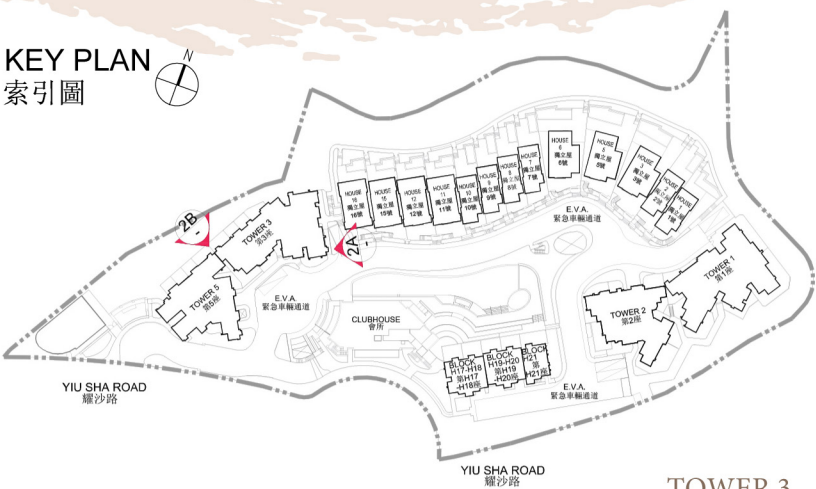 KEY PLAN
索引圖
N
HOUSE
6
獨立屋
6號
HOUSE
5
獨立屋
5號
HOUSE
7
獨立屋
7號
HOUSE
8
獨立屋
8號
HOUSE
9
獨立屋
9號
HOUSE
10
獨立屋
10號
HOUSE
11
獨立屋
11號
HOUSE
12
獨立屋
12號
HOUSE
15
獨立屋
15號
HOUSE
16
獨立屋
16號
HOUSE
3
獨立屋
3號
HOUSE
2
獨立屋
2號
HOUSE
1
獨立屋
1號
E.V.A.
緊急車輛通道
2B
-
TOWER 3
第3座
2A
-
TOWER 5
第5座
E.V.A.
緊急車輛通道
CLUBHOUSE
會所
TOWER 1
第1座
TOWER 2
第2座
BLOCK
H17-H18
第H17
-H18座
BLOCK
H19-H20
第H19
-H20座
BLOCK
H21
第
H21座
E.V.A.
緊急車輛通道
YIU SHA ROAD
耀沙路
YIU SHA ROAD
耀沙路
TOWER 3